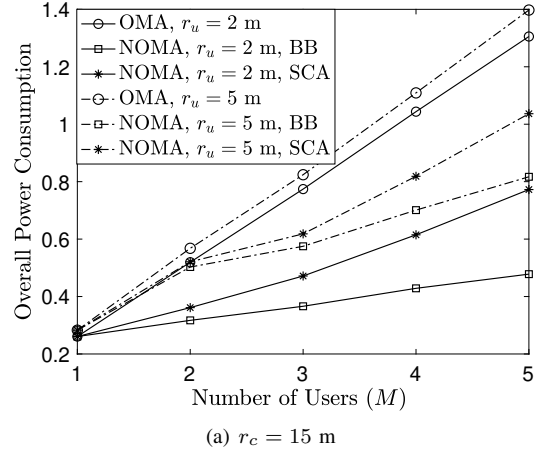 1.4
1.2
1
0.8
0.6
0.4
0.2
Overall Power Consumption
OMA, r_u = 2 m
NOMA, r_u = 2 m, BB
NOMA, r_u = 2 m, SCA
OMA, r_u = 5 m
NOMA, r_u = 5 m, BB
NOMA, r_u = 5 m, SCA
1 2 3 4 5
Number of Users (M)
(a) r_c = 15 m